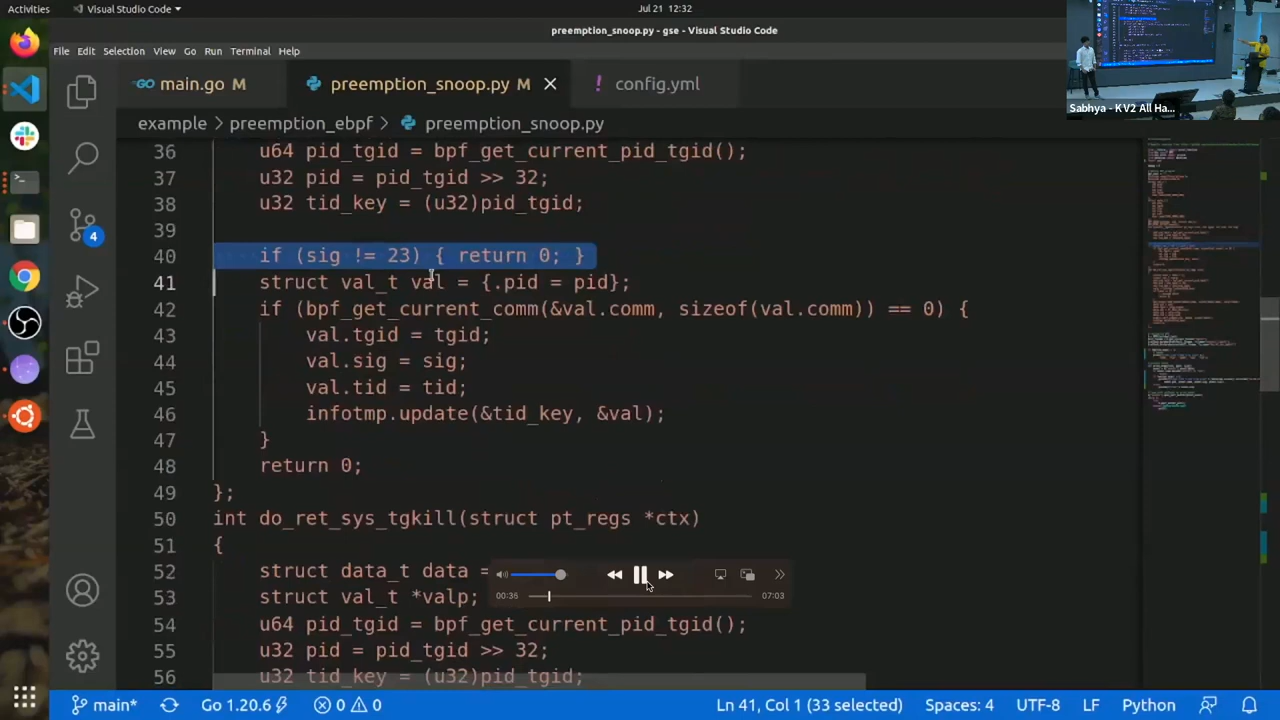 Activities
Visual Studio Code
Jul 21 12:32
preemption_snoop.py - gse - Visual Studio Code
File Edit Selection View Go Run Terminal Help
main.go M
preemption_snoop.py M
config.yml
Sabhya - KV2 All Ha...
example > preemption_ebpf > preemption_snoop.py
36 u64 pid_tgid = bpf_get_current_pid_tgid();
37 u32 pid = pid_tgid >> 32;
38 u32 tid_key = (u32)pid_tgid;
39
40 if (sig != 23) { return 0; }
41 struct val_t val = {.pid = pid};
42 if (bpf_get_current_comm(&val.comm, sizeof(val.comm)) == 0) {
43 val.tgid = tgid;
44 val.sig = sig;
45 val.tid = tid;
46 infotmp.update(&tid_key, &val);
47 }
48 return 0;
49 };
50 int do_ret_sys_tgkill(struct pt_regs *ctx)
51 {
52 struct data_t data =
53 struct val_t *valp;
54 u64 pid_tgid = bpf_get_current_pid_tgid();
55 u32 pid = pid_tgid >> 32;
56 u32 tid_key = (u32)pid_tgid;
4
00:36
07:03
main*
Go 1.20.6
0
0
Ln 41, Col 1 (33 selected)
Spaces: 4
UTF-8
LF
Python